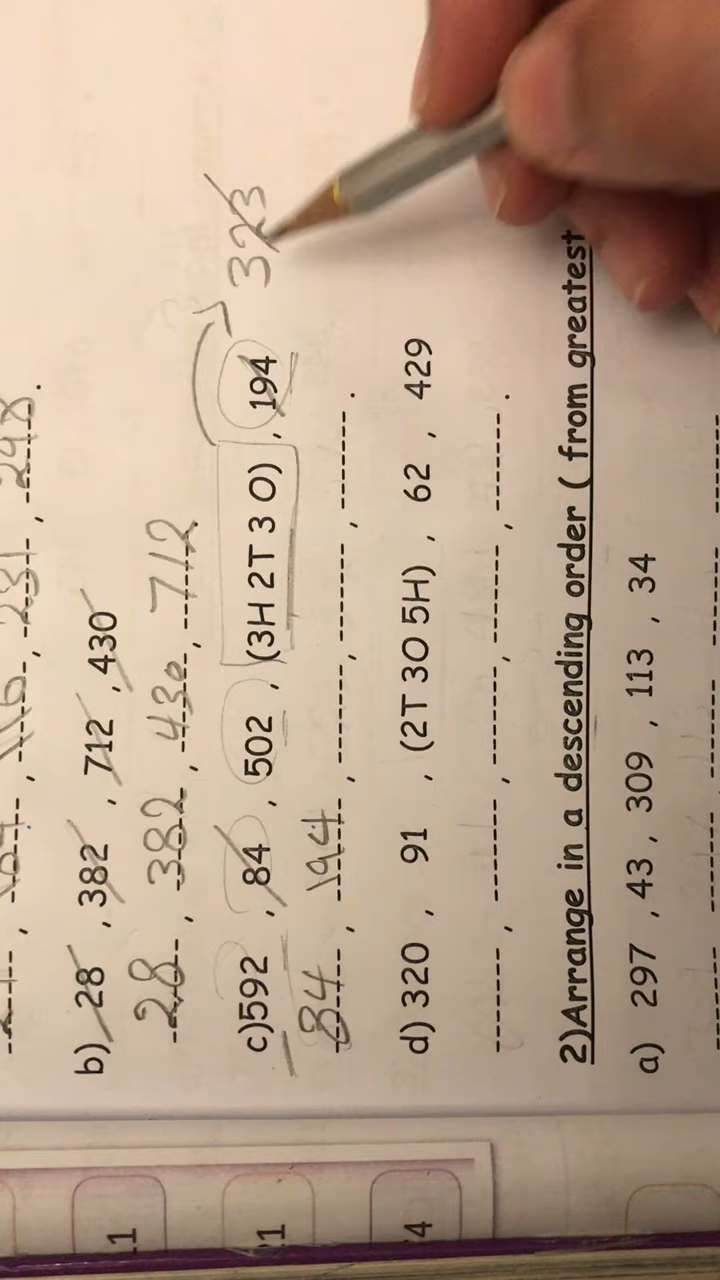 248.
b) 28 , 382 , 712 , 430
28 , 382 , 430 , 712
c)592 , 84 , 502 , (3H 2T 3 O) , 194 323
84 , 194 , ------- , ------- , ------- .
d) 320 , 91 , (2T 3O 5H) , 62 , 429
------- , ------- , ------- , ------- , ------- .
2)Arrange in a descending order ( from greatest
a) 297 , 43 , 309 , 113 , 34